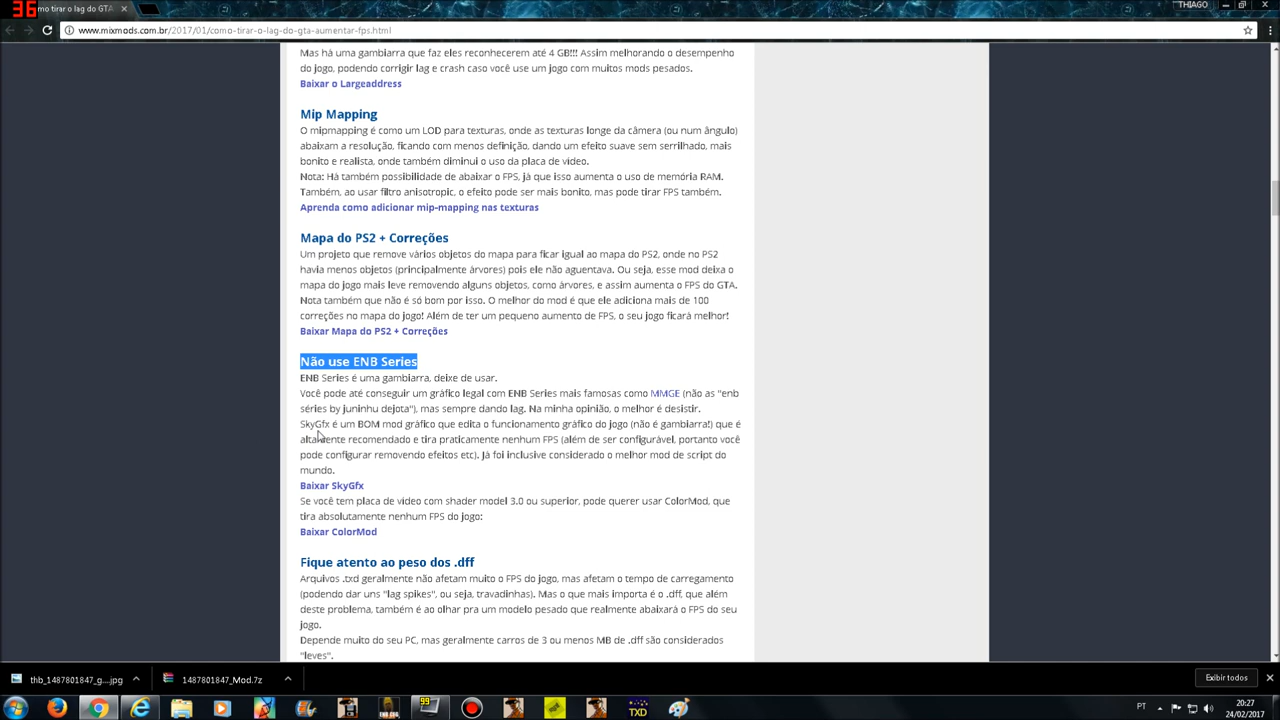 36
mo tirar o lag do GTA
THIAGO
www.mixmods.com.br/2017/01/como-tirar-o-lag-do-gta-aumentar-fps.html
Mas há uma gambiarra que faz eles reconhecerem até 4 GB!!! Assim melhorando o desempenho
do jogo, podendo corrigir lag e crash caso você use um jogo com muitos mods pesados.
Baixar o Largeaddress
Mip Mapping
O mipmapping é como um LOD para texturas, onde as texturas longe da câmera (ou num ângulo)
abaixam a resolução, ficando com menos definição, dando um efeito suave sem serrilhado, mais
bonito e realista, onde também diminui o uso da placa de vídeo.
Nota: Há também possibilidade de abaixar o FPS, já que isso aumenta o uso de memória RAM.
Também, ao usar filtro anisotropic, o efeito pode ser mais bonito, mas pode tirar FPS também.
Aprenda como adicionar mip-mapping nas texturas
Mapa do PS2 + Correções
Um projeto que remove vários objetos do mapa para ficar igual ao mapa do PS2, onde no PS2
havia menos objetos (principalmente árvores) pois ele não aguentava. Ou seja, esse mod deixa o
mapa do jogo mais leve removendo alguns objetos, como árvores, e assim aumenta o FPS do GTA.
Nota também que não é só bom por isso. O melhor do mod é que ele adiciona mais de 100
correções no mapa do jogo! Além de ter um pequeno aumento de FPS, o seu jogo ficará melhor!
Baixar Mapa do PS2 + Correções
Não use ENB Series
ENB Series é uma gambiarra, deixe de usar.
Você pode até conseguir um gráfico legal com ENB Series mais famosas como MMGE (não as "enb
séries by juninhu dejota"), mas sempre dando lag. Na minha opinião, o melhor é desistir.
SkyGfx é um BOM mod gráfico que edita o funcionamento gráfico do jogo (não é gambiarra!) que é
altamente recomendado e tira praticamente nenhum FPS (além de ser configurável, portanto você
pode configurar removendo efeitos etc). Já foi inclusive considerado o melhor mod de script do
mundo.
Baixar SkyGfx
Se você tem placa de vídeo com shader model 3.0 ou superior, pode querer usar ColorMod, que
tira absolutamente nenhum FPS do jogo:
Baixar ColorMod
Fique atento ao peso dos .dff
Arquivos .txd geralmente não afetam muito o FPS do jogo, mas afetam o tempo de carregamento
(podendo dar uns "lag spikes", ou seja, travadinhas). Mas o que mais importa é o .dff, que além
deste problema, também é ao olhar pra um modelo pesado que realmente abaixará o FPS do seu
jogo.
Depende muito do seu PC, mas geralmente carros de 3 ou menos MB de .dff são considerados
"leves".
thb_1487801847_g....jpg
1487801847_Mod.7z
Exibir todos
99
TXD
PT
20:27
24/02/2017